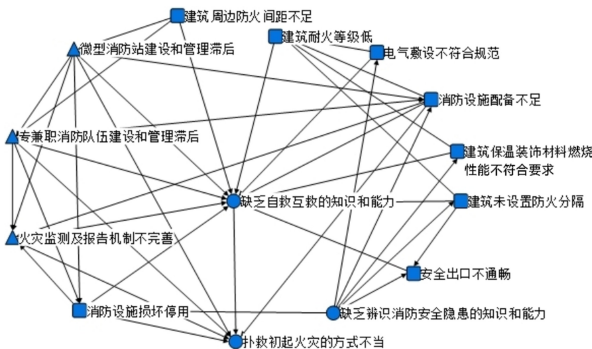 建筑周边防火间距不足
建筑耐火等级低
微型消防站建设和管理滞后
电气敷设不符合规范
消防设施配备不足
专兼职消防队伍建设和管理滞后
建筑保温装饰材料燃烧
性能不符合要求
缺乏自救互救的知识和能力
建筑未设置防火分隔
火灾监测及报告机制不完善
安全出口不通畅
消防设施损坏停用
缺乏辨识消防安全隐患的知识和能力
扑救初起火灾的方式不当